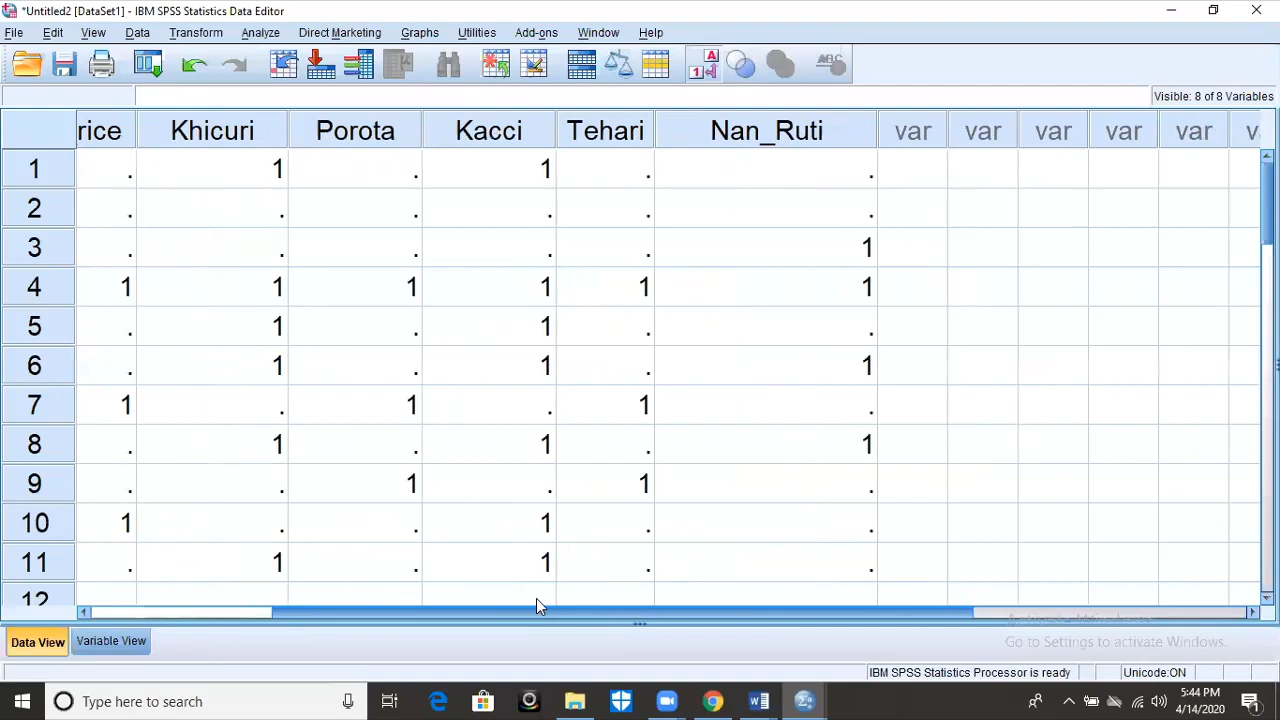 *Untitled2 [DataSet1] - IBM SPSS Statistics Data Editor
File Edit View Data Transform Analyze Direct Marketing Graphs Utilities Add-ons Window Help
Visible: 8 of 8 Variables
rice Khicuri Porota Kacci Tehari Nan_Ruti var var var var var
1 . 1 . 1 . .
2 . . . . . .
3 . . . . . 1
4 1 1 1 1 1 1
5 . 1 . 1 . .
6 . 1 . 1 . 1
7 1 . 1 . 1 .
8 . 1 . 1 . 1
9 . . 1 . 1 .
10 1 . . 1 . .
11 . 1 . 1 . .
12
Data View Variable View
Go to Settings to activate Windows.
IBM SPSS Statistics Processor is ready Unicode:ON
Type here to search
5:44 PM
4/14/2020